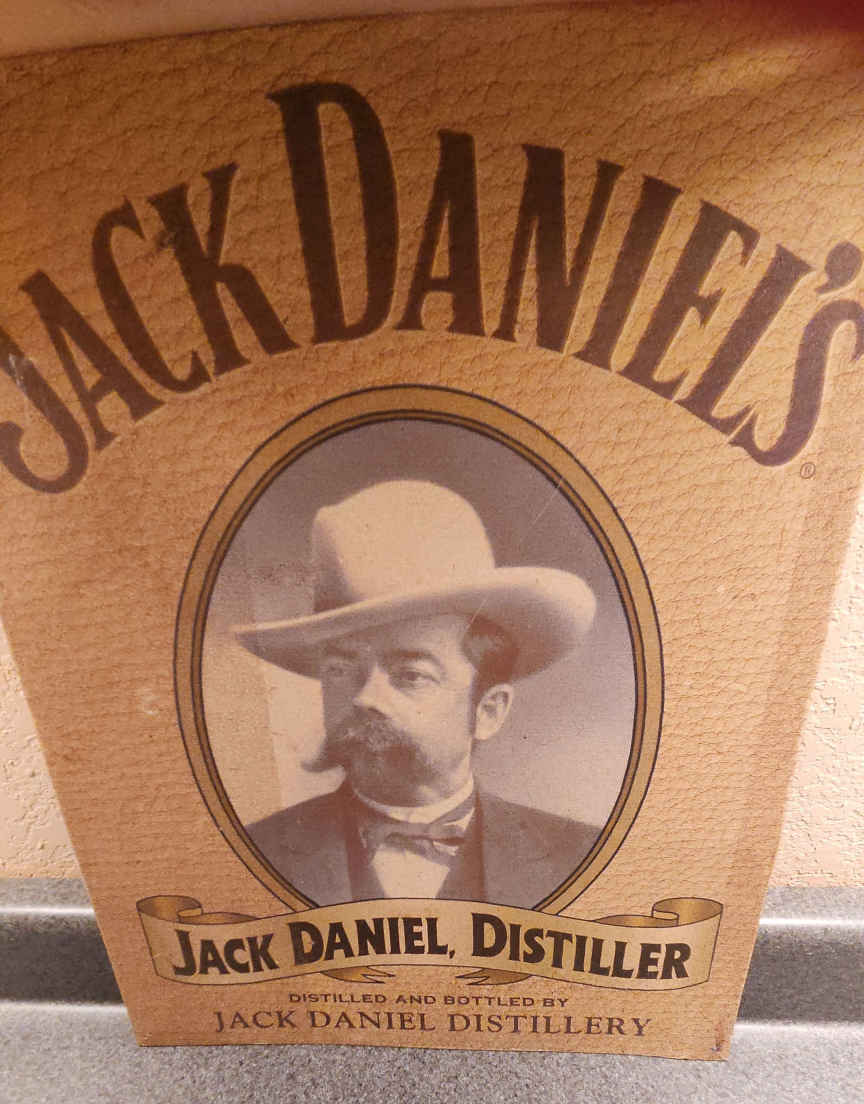 JACK DANIEL'S®
JACK DANIEL, DISTILLER
DISTILLED AND BOTTLED BY
JACK DANIEL DISTILLERY